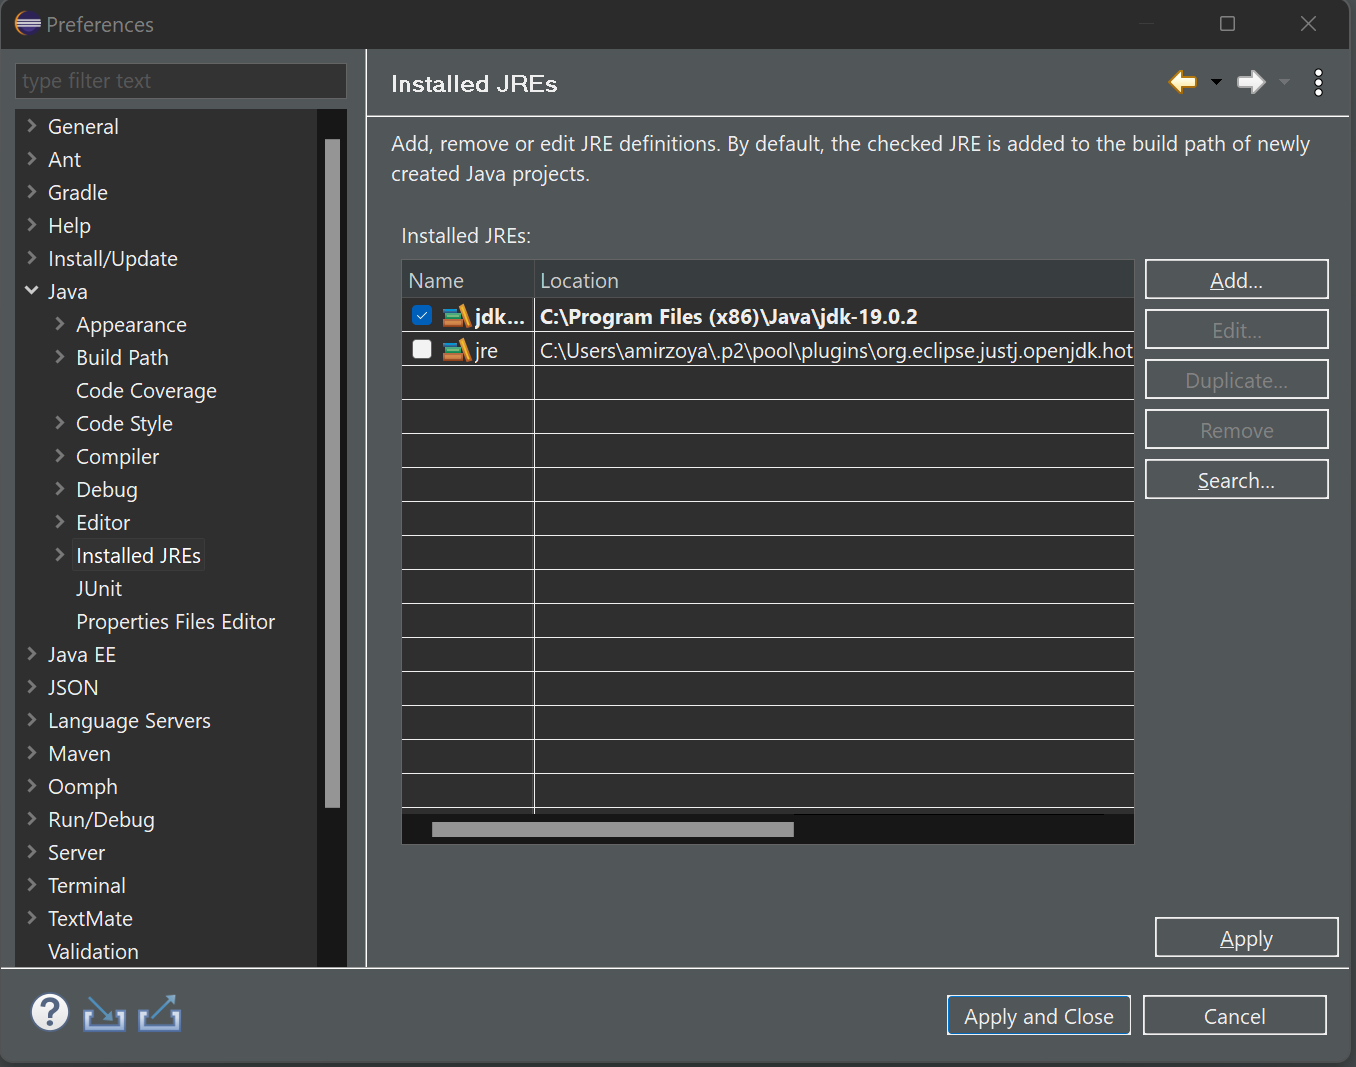 Preferences
type filter text
General
Ant
Gradle
Help
Install/Update
Java
Appearance
Build Path
Code Coverage
Code Style
Compiler
Debug
Editor
Installed JREs
JUnit
Properties Files Editor
Java EE
JSON
Language Servers
Maven
Oomph
Run/Debug
Server
Terminal
TextMate
Validation
Installed JREs
Add, remove or edit JRE definitions. By default, the checked JRE is added to the build path of newly
created Java projects.
Installed JREs:
Name Location
jdk... C:\Program Files (x86)\Java\jdk-19.0.2
jre C:\Users\amirzoya\.p2\pool\plugins\org.eclipse.justj.openjdk.hot
Add...
Edit...
Duplicate...
Remove
Search...
Apply
?
Apply and Close
Cancel